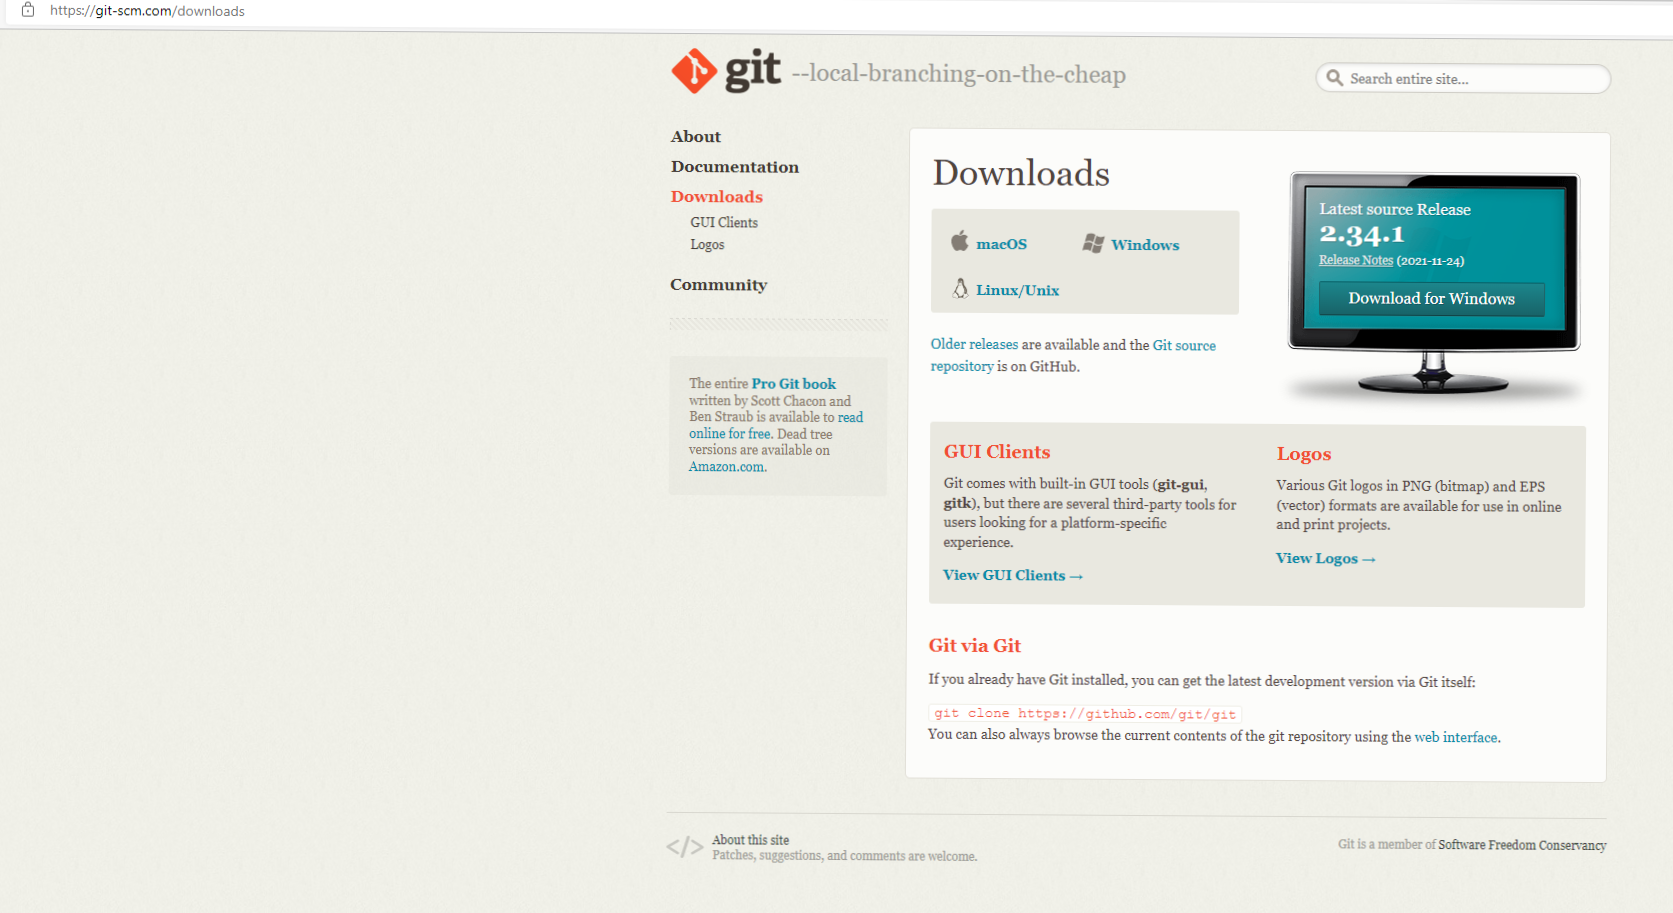 https://git-scm.com/downloads
git --local-branching-on-the-cheap
Search entire site...
About
Documentation
Downloads
GUI Clients
Logos
Community
The entire Pro Git book
written by Scott Chacon and
Ben Straub is available to read
online for free. Dead tree
versions are available on
Amazon.com.
Downloads
macOS
Windows
Linux/Unix
Older releases are available and the Git source
repository is on GitHub.
Latest source Release
2.34.1
Release Notes (2021-11-24)
Download for Windows
GUI Clients
Git comes with built-in GUI tools (git-gui,
gitk), but there are several third-party tools for
users looking for a platform-specific
experience.
View GUI Clients →
Logos
Various Git logos in PNG (bitmap) and EPS
(vector) formats are available for use in online
and print projects.
View Logos →
Git via Git
If you already have Git installed, you can get the latest development version via Git itself:
git clone https://github.com/git/git
You can also always browse the current contents of the git repository using the web interface.
</> About this site
Patches, suggestions, and comments are welcome.
Git is a member of Software Freedom Conservancy